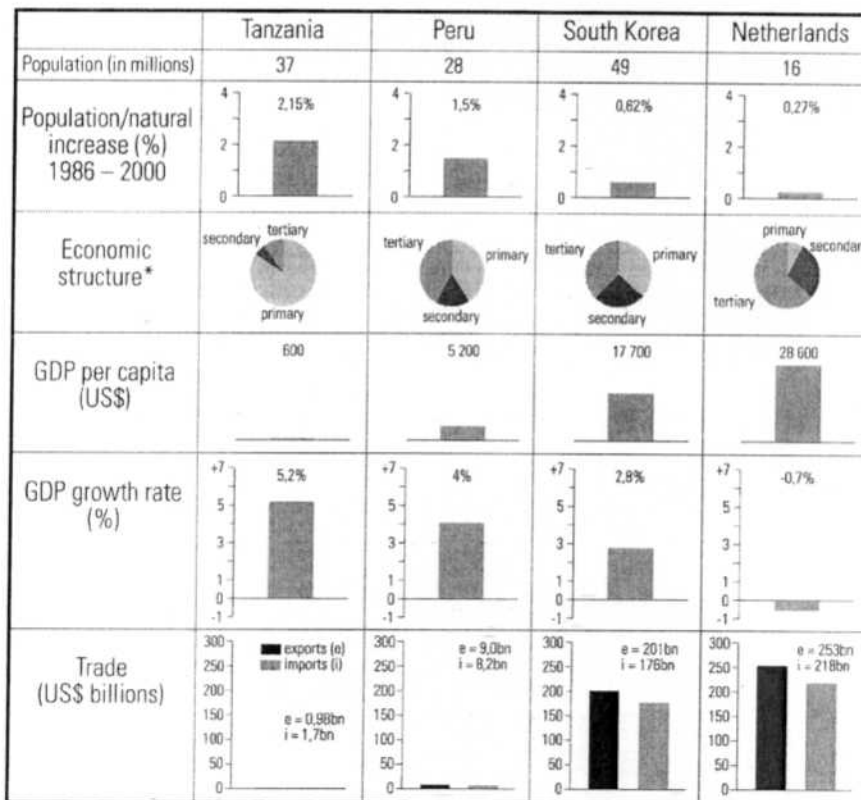 Tanzania Peru South Korea Netherlands
Population (in millions) 37 28 49 16
Population/natural
increase (%)
1986 – 2000
4 2,15% 4 1,5% 4 0,62% 4 0,27%
2 2 2 2
0 0 0 0
Economic
structure*
secondary tertiary
primary
tertiary primary
secondary
tertiary primary
secondary
primary
secondary
tertiary
GDP per capita
(US$)
600 5 200 17 700 28 600
GDP growth rate
(%)
+7 5,2% +7 4% +7 2,8% +7 -0,7%
5 5 5 5
3 3 3 3
1 1 1 1
0 0 0 0
-1 -1 -1 -1
Trade
(US$ billions)
300 300 300 300
250 250 250 250
200 200 200 200
150 150 150 150
100 100 100 100
50 50 50 50
0 0 0 0
exports (e)
imports (i)
e = 0,98bn
i = 1,7bn
e = 9,0bn
i = 8,2bn
e = 201bn
i = 176bn
e = 253bn
i = 218bn